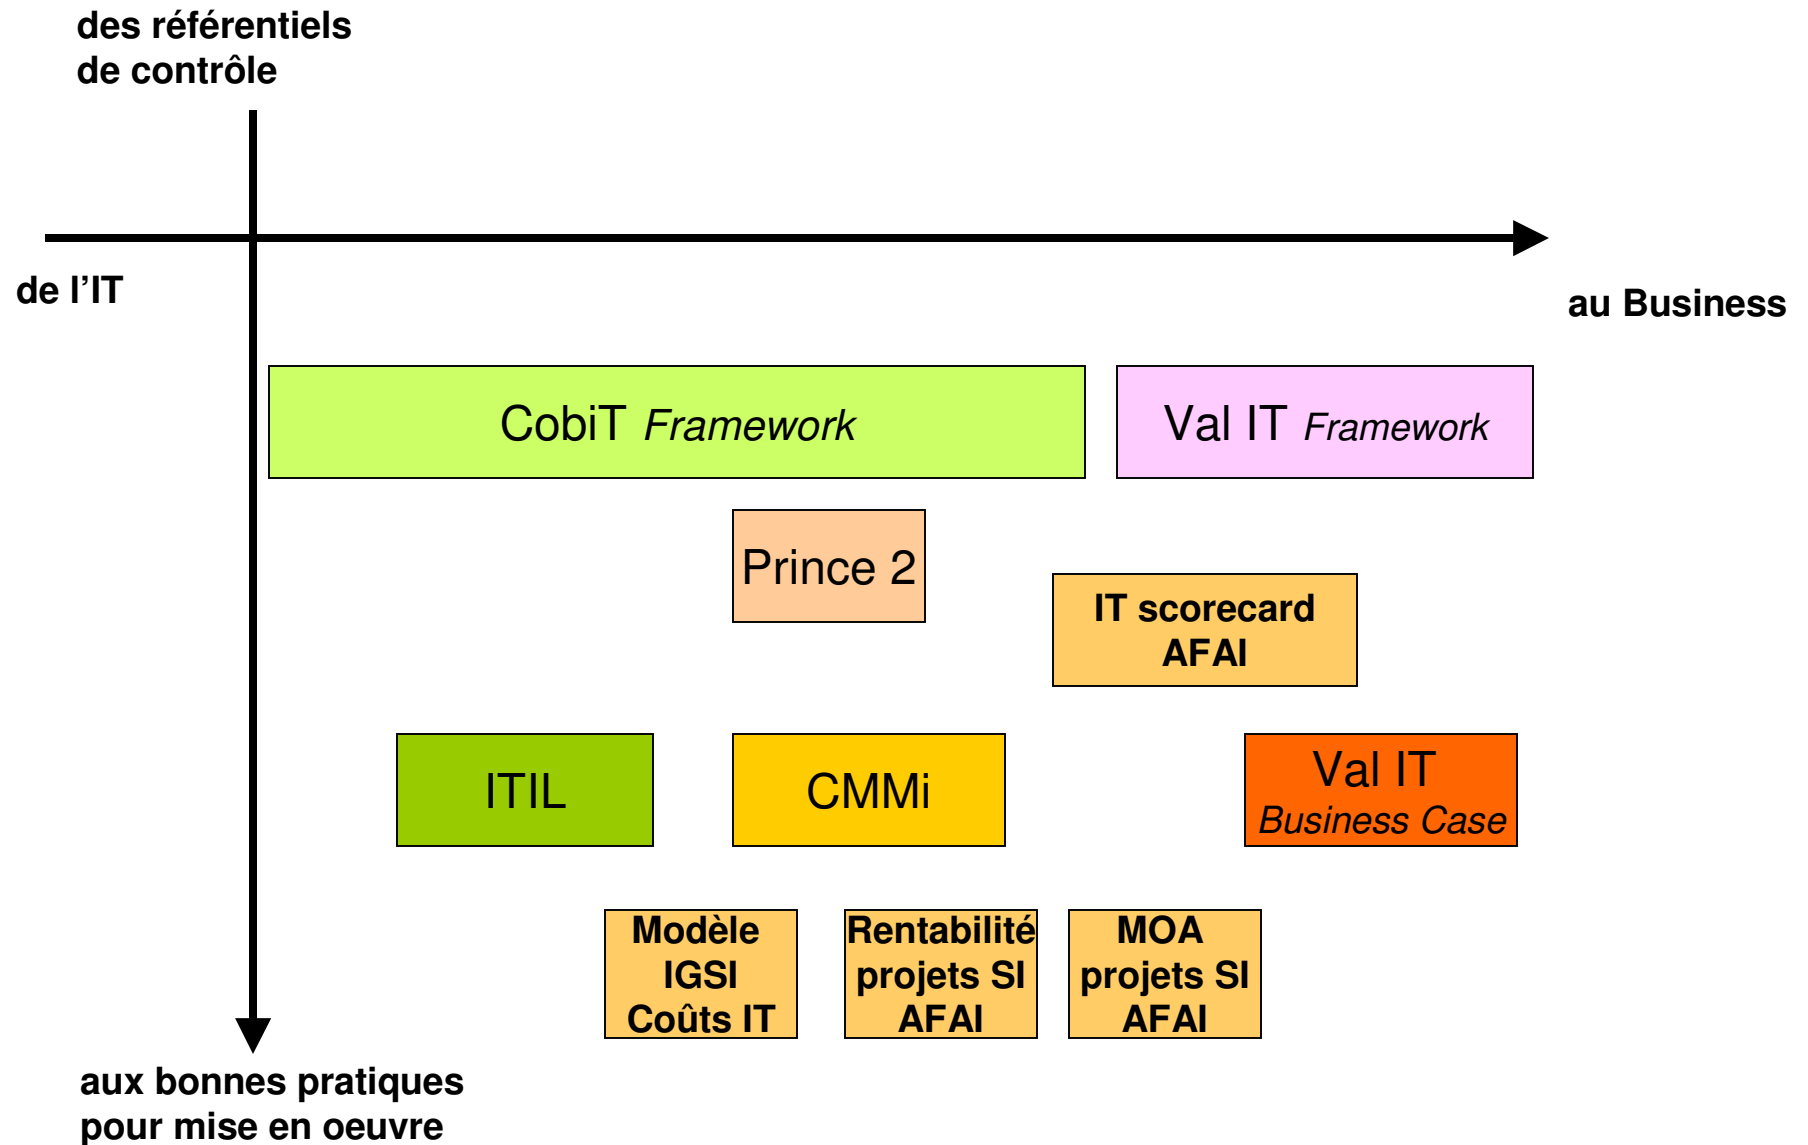 des référentiels
de contrôle
de l’IT
au Business
CobiT Framework
Val IT Framework
Prince 2
IT scorecard
AFAI
ITIL
CMMi
Val IT
Business Case
Modèle
IGSI
Coûts IT
Rentabilité
projets SI
AFAI
MOA
projets SI
AFAI
aux bonnes pratiques
pour mise en oeuvre